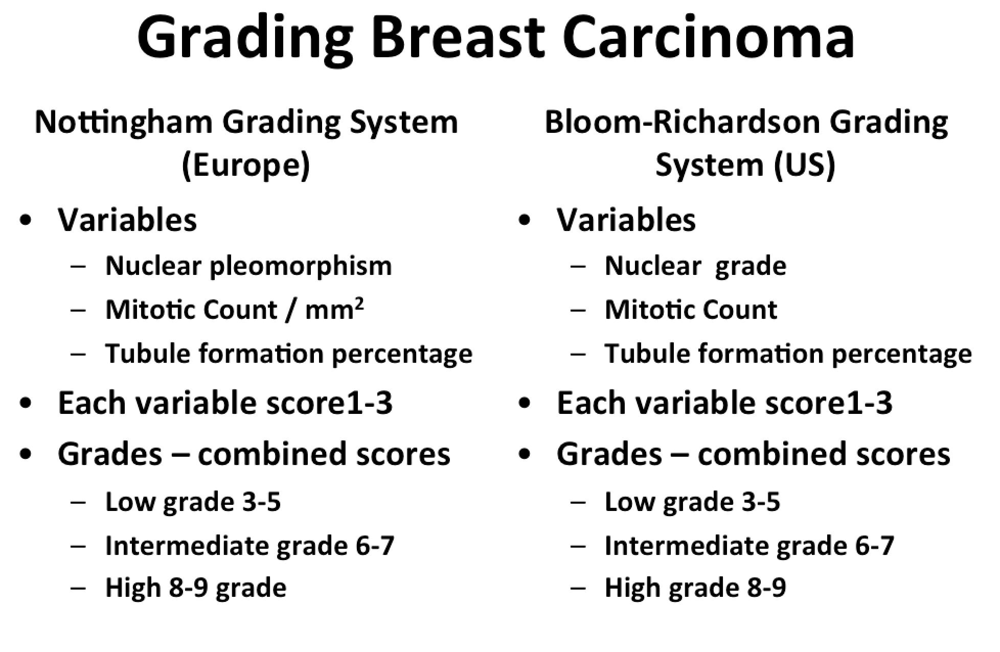 Grading Breast Carcinoma
Nottingham Grading System
(Europe)
• Variables
– Nuclear pleomorphism
– Mitotic Count / mm²
– Tubule formation percentage
• Each variable score1-3
• Grades – combined scores
– Low grade 3-5
– Intermediate grade 6-7
– High 8-9 grade
Bloom-Richardson Grading
System (US)
• Variables
– Nuclear  grade
– Mitotic Count
– Tubule formation percentage
• Each variable score1-3
• Grades – combined scores
– Low grade 3-5
– Intermediate grade 6-7
– High grade 8-9